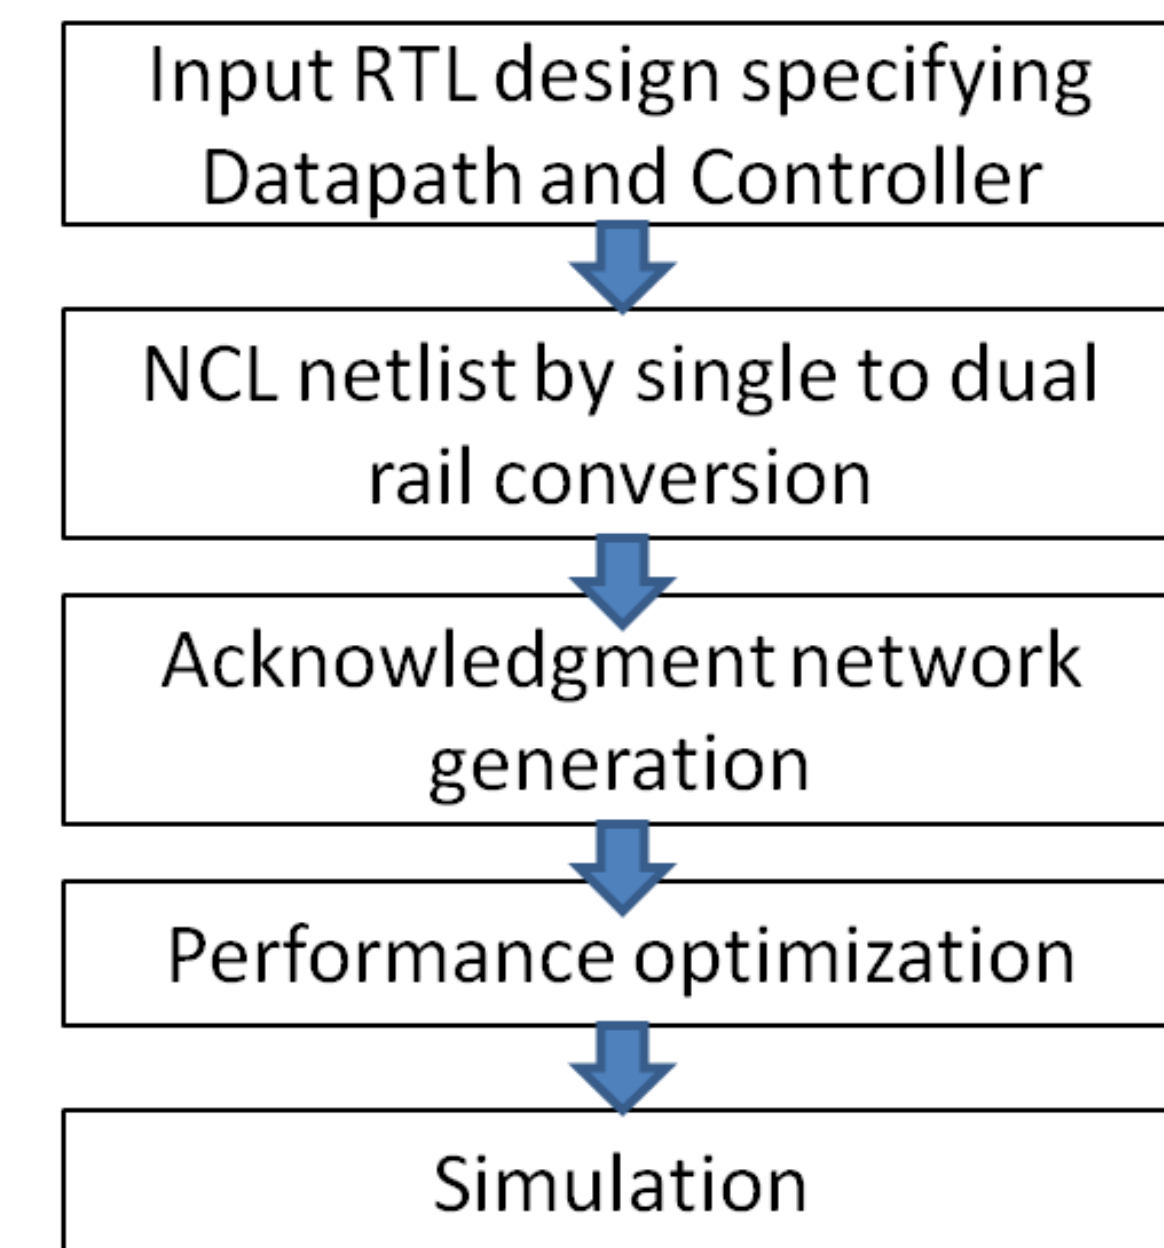 Input RTL design specifying
Datapath and Controller
NCL netlist by single to dual
rail conversion
Acknowledgment network
generation
Performance optimization
Simulation